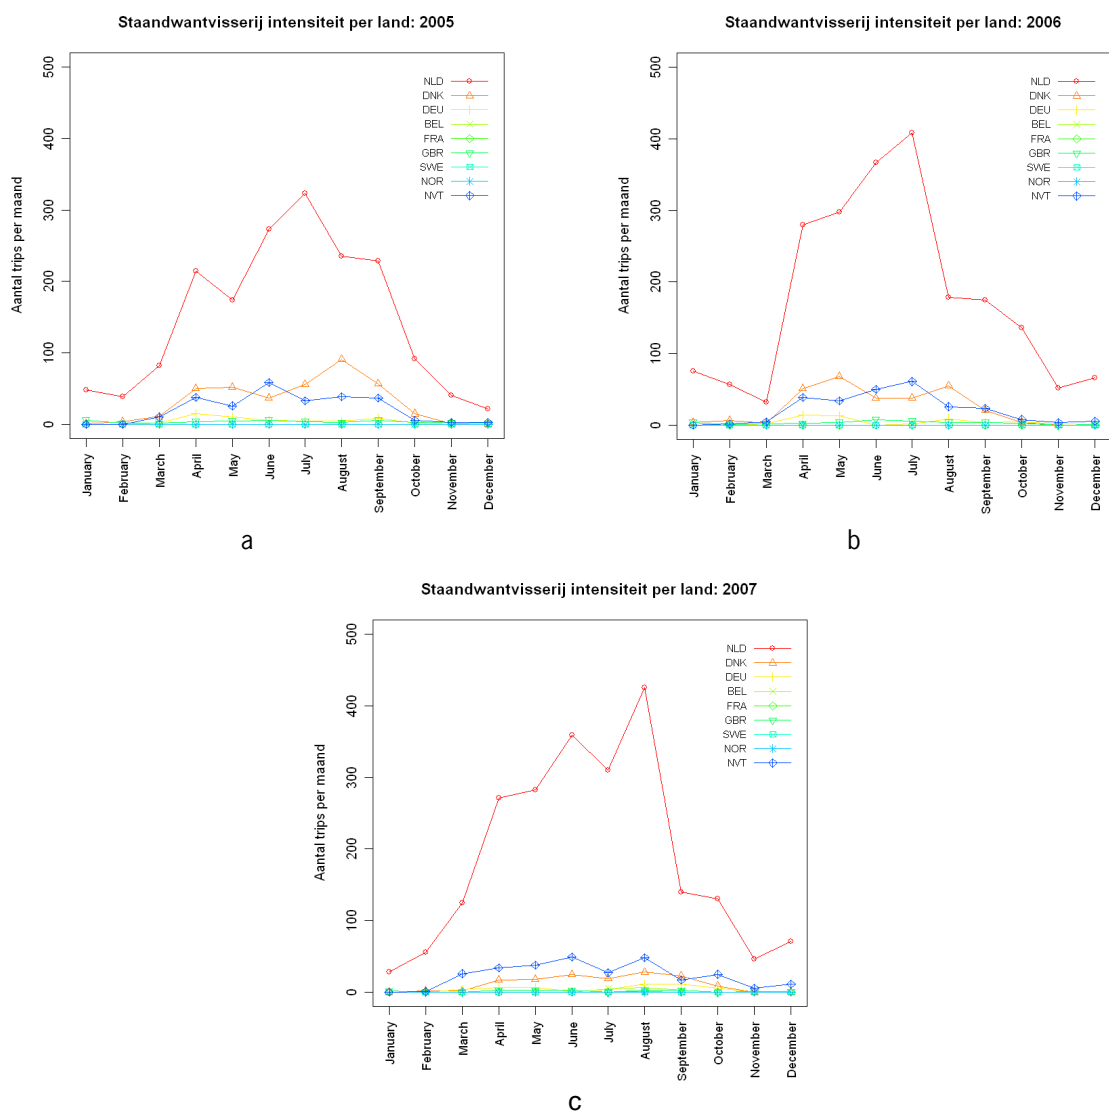 Staandwantvisserij intensiteit per land: 2005
Aantal trips per maand
500
400
300
200
100
0
NLD
DNK
DEU
BEL
FRA
GBR
SWE
NOR
NVT
January
February
March
April
May
June
July
August
September
October
November
December
a
Staandwantvisserij intensiteit per land: 2006
Aantal trips per maand
500
400
300
200
100
0
NLD
DNK
DEU
BEL
FRA
GBR
SWE
NOR
NVT
January
February
March
April
May
June
July
August
September
October
November
December
b
Staandwantvisserij intensiteit per land: 2007
Aantal trips per maand
500
400
300
200
100
0
NLD
DNK
DEU
BEL
FRA
GBR
SWE
NOR
NVT
January
February
March
April
May
June
July
August
September
October
November
December
c